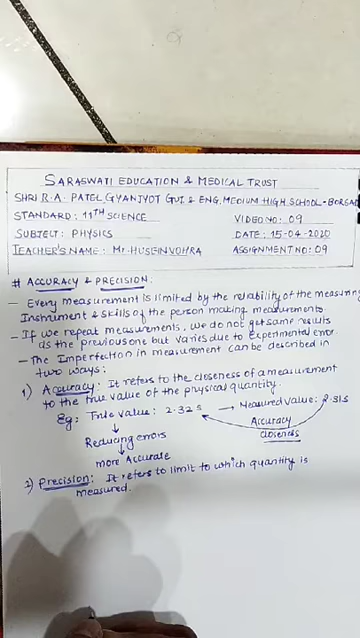 SARASWATI EDUCATION & MEDICAL TRUST
SHRI R.A. PATEL GYANJYOT GUJ & ENG. MEDIUM HIGH SCHOOL - BORSAD
STANDARD : 11TH SCIENCE VIDEO NO : 09
SUBJECT : PHYSICS DATE : 15-04-2020
TEACHER'S NAME : Mr. HUSEN VOHRA ASSIGNMENT NO : 09
# ACCURACY & PRECISION.
- Every measurement is limited by the reliability of the measuring
Instrument & skills of the person making measurements.
- If we repeat measurements, we do not get same results
as the previous one but varies due to Experimental error.
- The Imperfection in measurement can be described in
two ways:
1) Accuracy : It refers to the closeness of a measurement
to the true value of the physical quantity.
Eg: True value : 2.32 s → Measured value : 2.31 s
↓ Accuracy
Reducing errors closeness
↓
more Accurate
2) Precision : It refers to limit to which quantity is
measured.